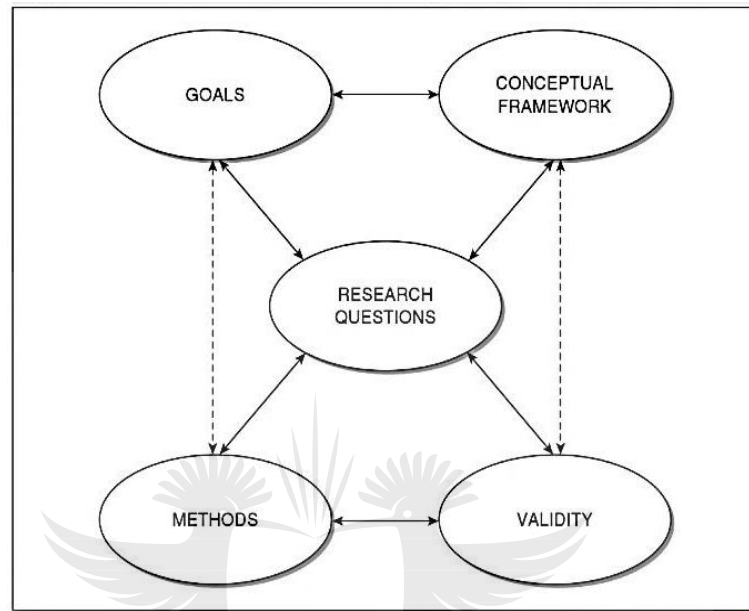 GOALS
CONCEPTUAL
FRAMEWORK
RESEARCH
QUESTIONS
METHODS
VALIDITY